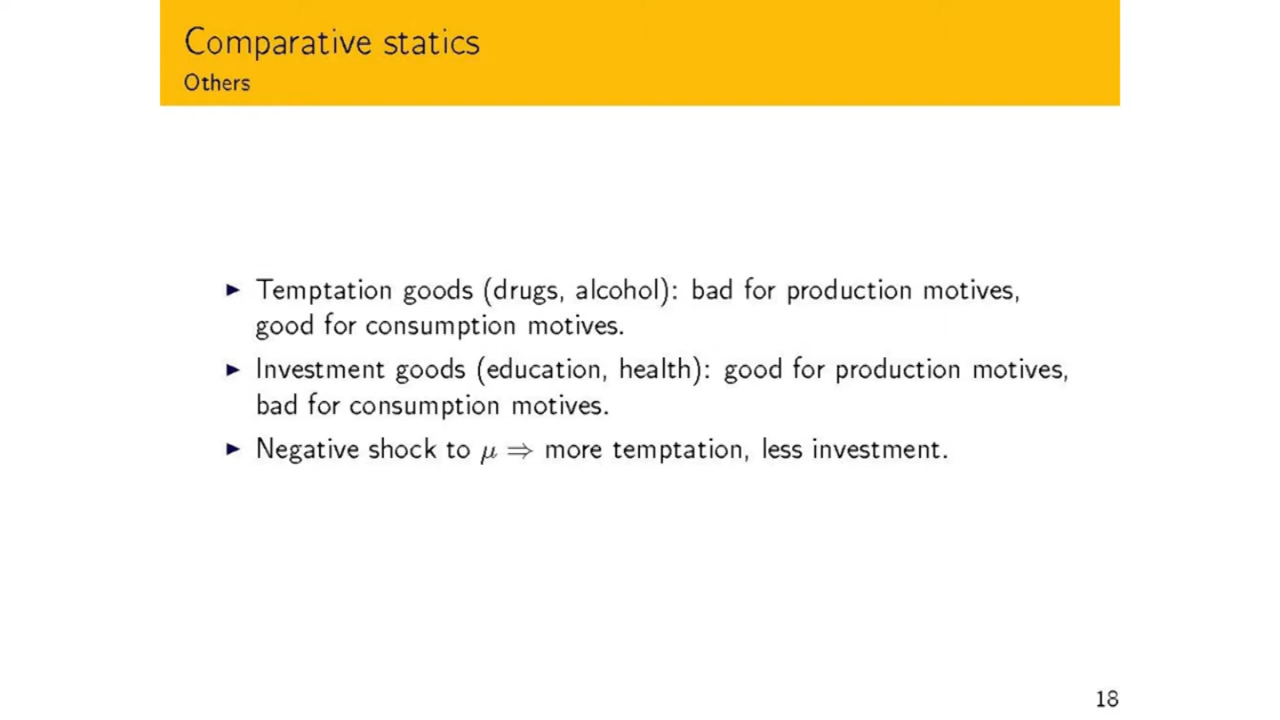 Comparative statics
Others
▶ Temptation goods (drugs, alcohol): bad for production motives,
good for consumption motives.
▶ Investment goods (education, health): good for production motives,
bad for consumption motives.
▶ Negative shock to μ ⇒ more temptation, less investment.
18